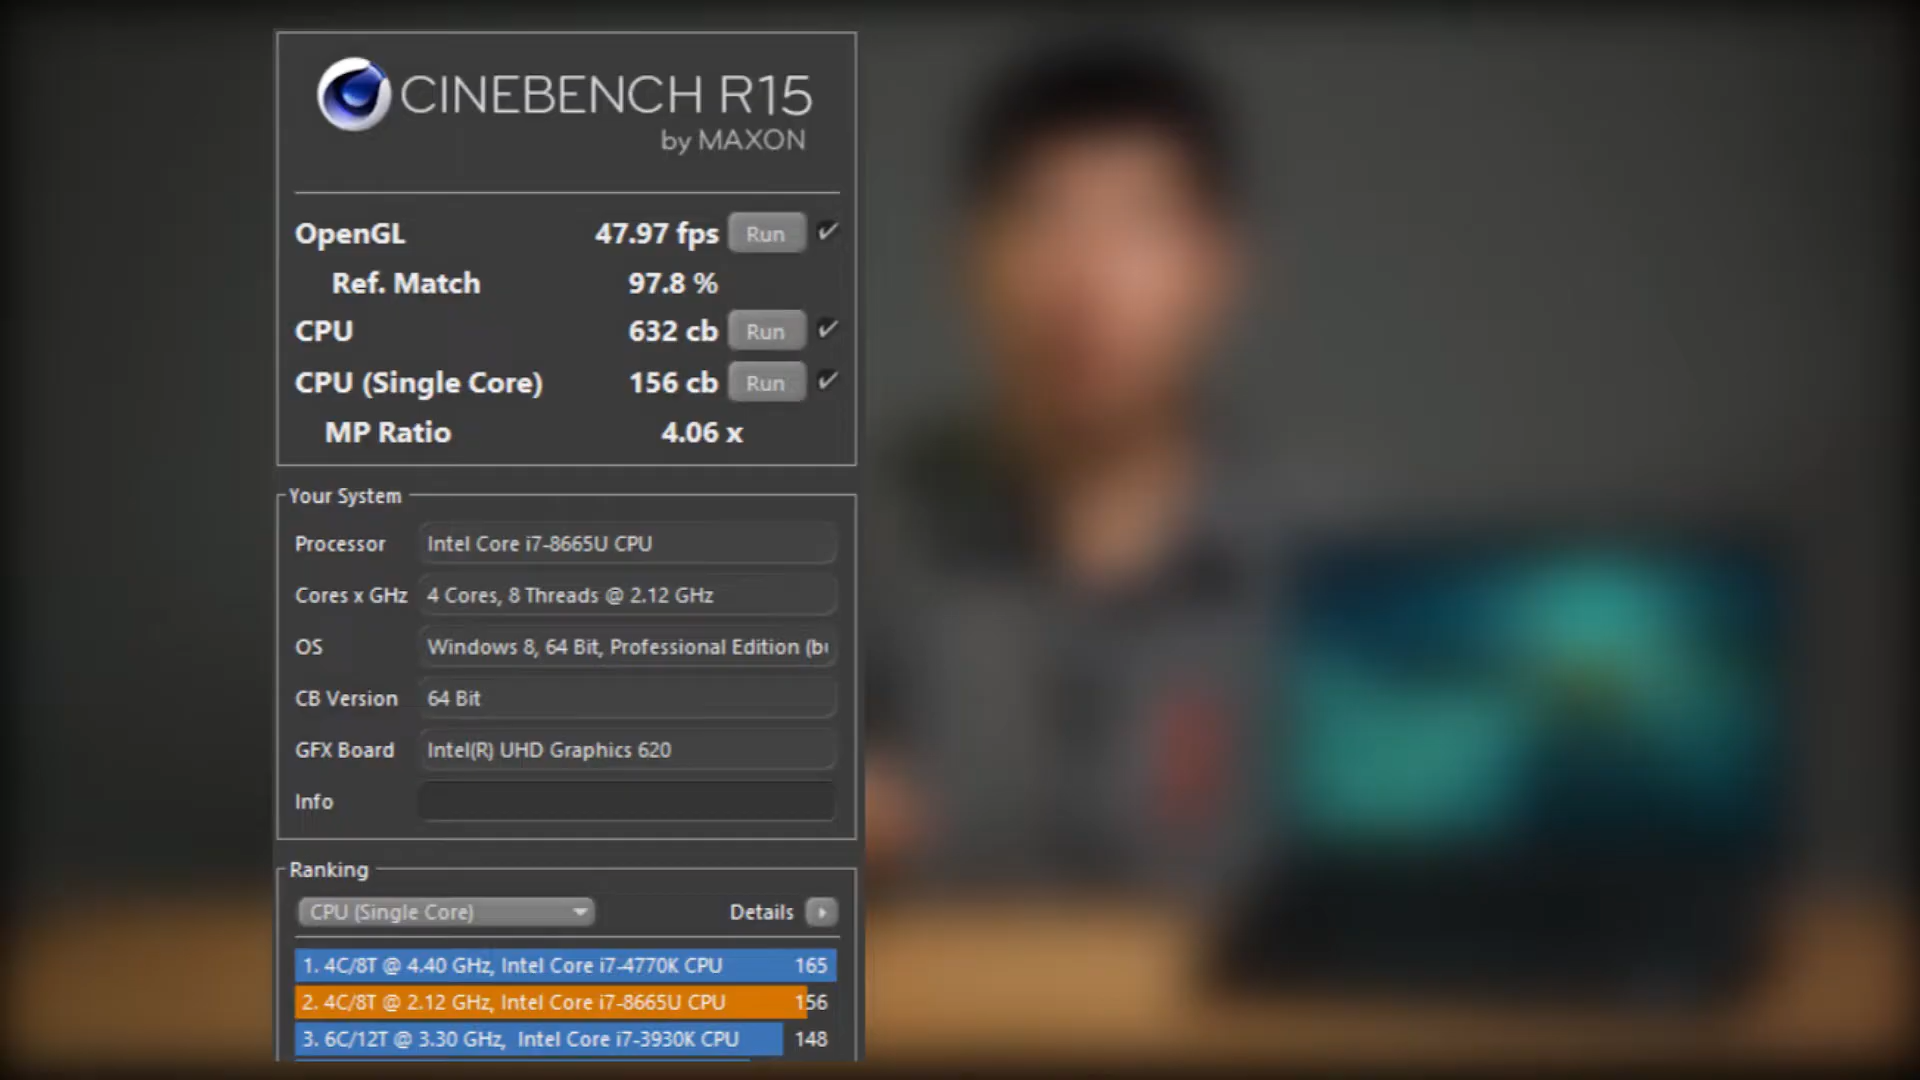 CINEBENCH R15
by MAXON
OpenGL 47.97 fps Run
Ref. Match 97.8 %
CPU 632 cb Run
CPU (Single Core) 156 cb Run
MP Ratio 4.06 x
Your System
Processor Intel Core i7-8665U CPU
Cores x GHz 4 Cores, 8 Threads @ 2.12 GHz
OS Windows 8, 64 Bit, Professional Edition (bu
CB Version 64 Bit
GFX Board Intel(R) UHD Graphics 620
Info
Ranking
CPU (Single Core) Details
1. 4C/8T @ 4.40 GHz, Intel Core i7-4770K CPU 165
2. 4C/8T @ 2.12 GHz, Intel Core i7-8665U CPU 156
3. 6C/12T @ 3.30 GHz, Intel Core i7-3930K CPU 148